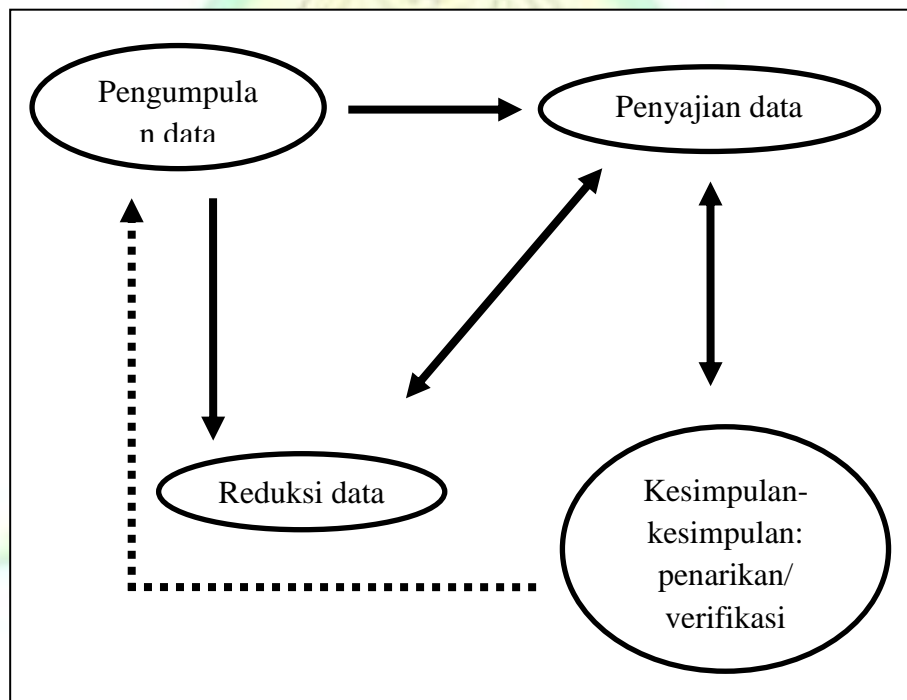 Pengumpula
n data
Penyajian data
Reduksi data
Kesimpulan-
kesimpulan:
penarikan/
verifikasi